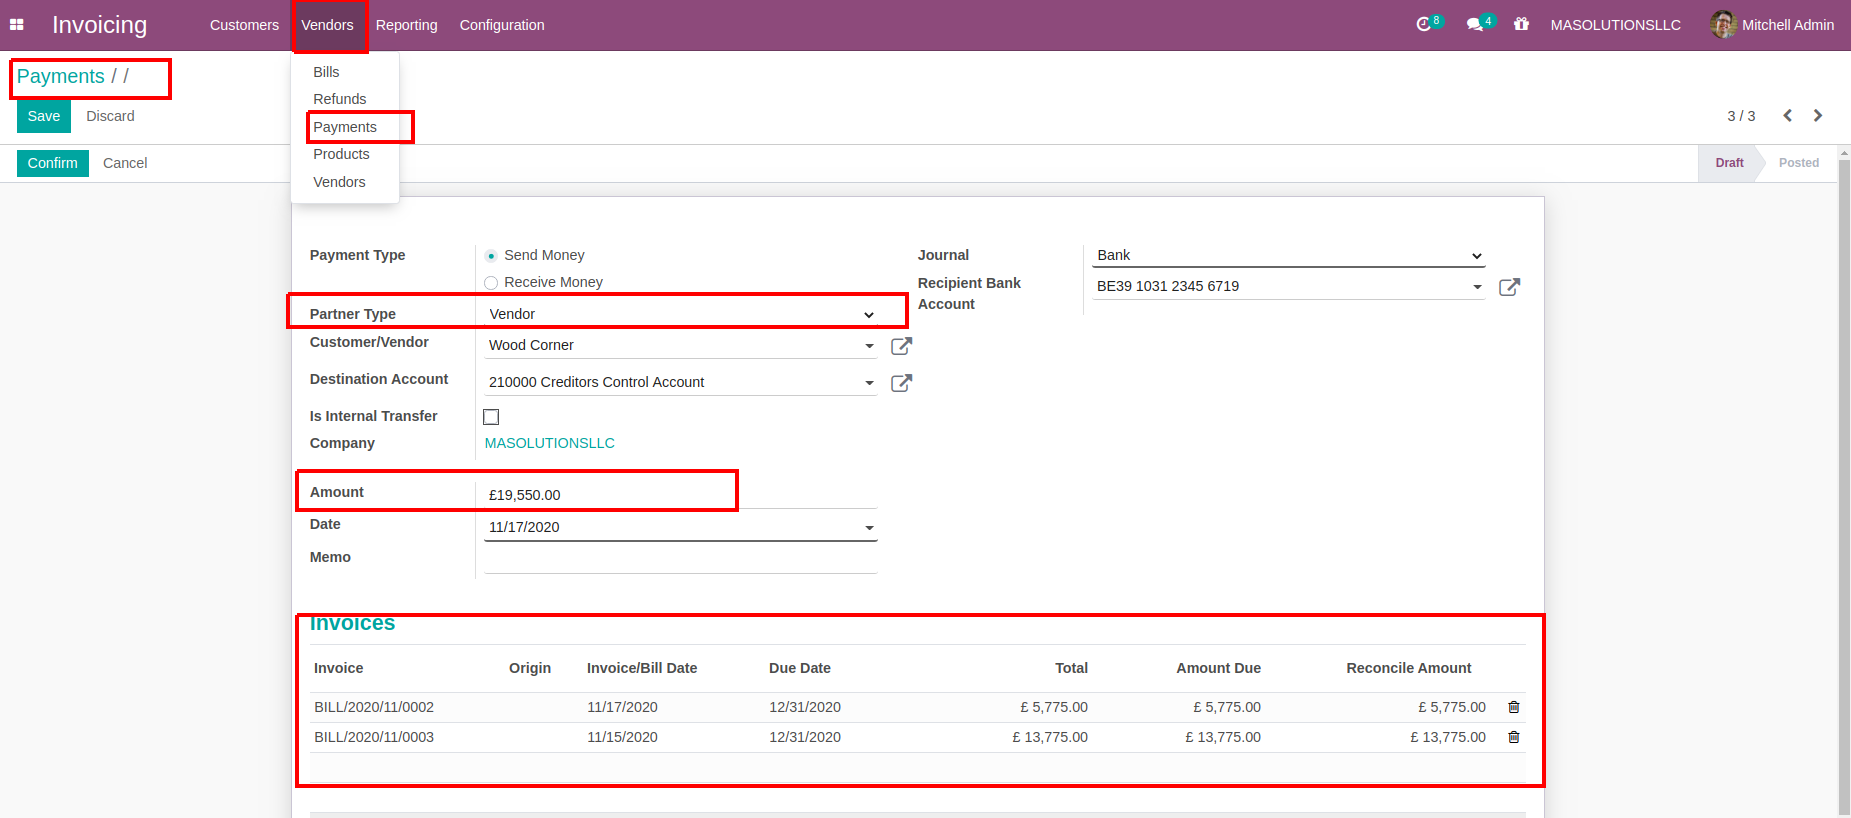 Invoicing
Customers Vendors Reporting Configuration
8 4 MASOLUTIONSLLC Mitchell Admin
Payments / /
Save Discard
3 / 3
Confirm Cancel
Draft Posted
Bills
Refunds
Payments
Products
Vendors
Payment Type Send Money
Receive Money
Partner Type Vendor
Customer/Vendor Wood Corner
Destination Account 210000 Creditors Control Account
Is Internal Transfer
Company MASOLUTIONSLLC
Journal Bank
Recipient Bank Account BE39 1031 2345 6719
Amount £19,550.00
Date 11/17/2020
Memo
Invoices
Invoice Origin Invoice/Bill Date Due Date Total Amount Due Reconcile Amount
BILL/2020/11/0002 11/17/2020 12/31/2020 £ 5,775.00 £ 5,775.00 £ 5,775.00
BILL/2020/11/0003 11/15/2020 12/31/2020 £ 13,775.00 £ 13,775.00 £ 13,775.00